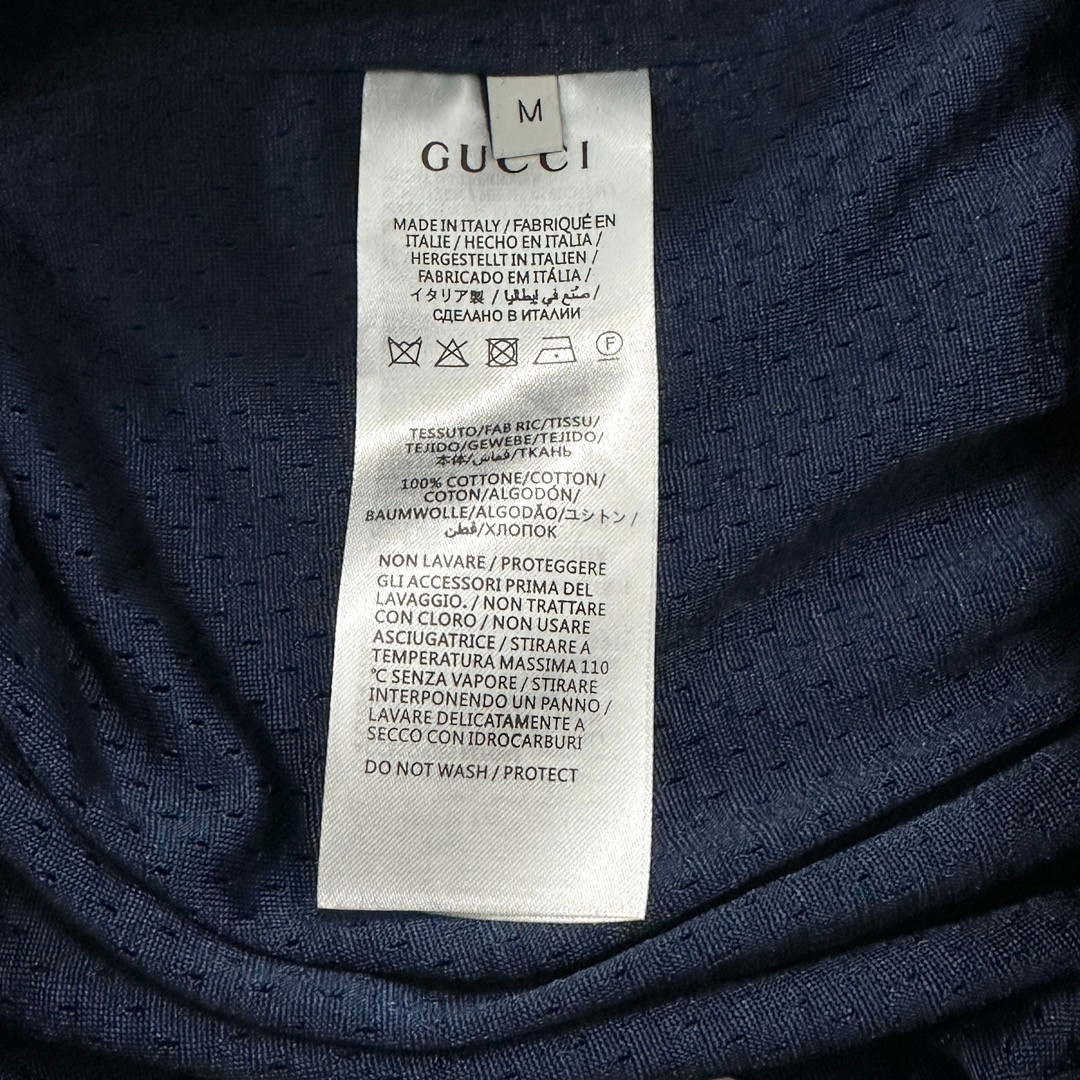 M
GUCCI
MADE IN ITALY / FABRIQUÉ EN
ITALIE / HECHO EN ITALIA /
HERGESTELLT IN ITALIEN /
FABRICADO EM ITÁLIA /
イタリア製 / صنع في إيطاليا /
СДЕЛАНО В ИТАЛИИ
F
TESSUTO/FAB RIC/TISSU/
TEJIDO/GEWEBE/TEJIDO/
本体/قماس/ТКАНЬ
100% COTTONE/COTTON/
COTON/ALGODÓN/
BAUMWOLLE/ALGODÃO/ユシトン /
قطن/ХЛОПОК
NON LAVARE / PROTEGGERE
GLI ACCESSORI PRIMA DEL
LAVAGGIO. / NON TRATTARE
CON CLORO / NON USARE
ASCIUGATRICE / STIRARE A
TEMPERATURA MASSIMA 110
°C SENZA VAPORE / STIRARE
INTERPONENDO UN PANNO /
LAVARE DELICATAMENTE A
SECCO CON IDROCARBURI
DO NOT WASH / PROTECT